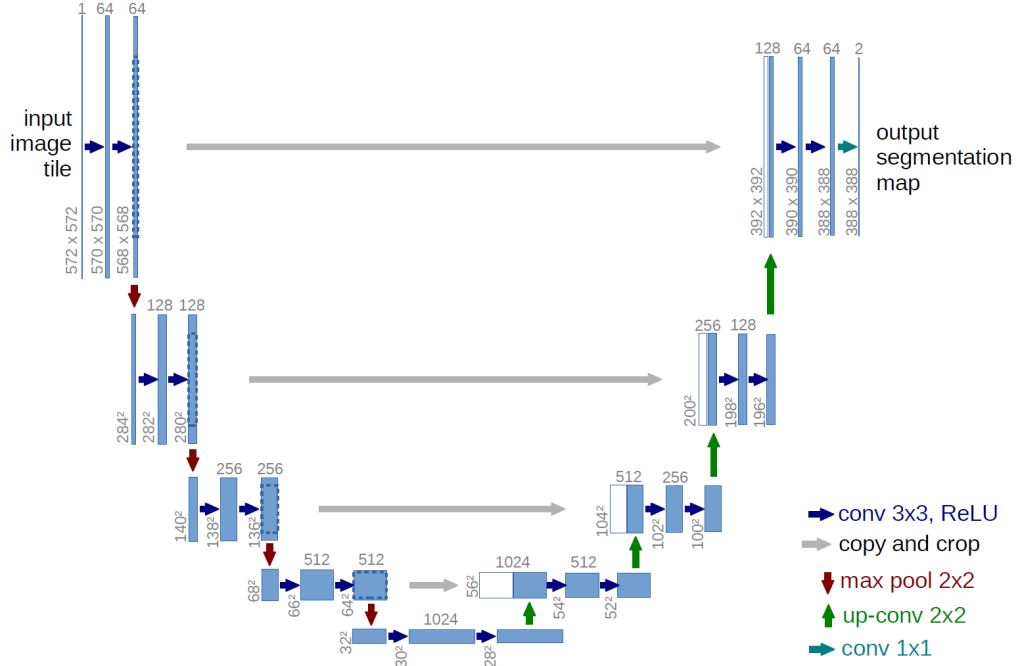 1 64 64
input
image
tile
572 x 572
570 x 570
568 x 568
128 64 64 2
392 x 392
390 x 390
388 x 388
388 x 388
output
segmentation
map
128 128
284²
282²
280²
256 128
200²
198²
196²
256 256
140²
138²
136²
512 256
104²
102²
100²
512 512
68²
66²
64²
1024 512
56²
54²
52²
1024
32²
30²
28²
conv 3x3, ReLU
copy and crop
max pool 2x2
up-conv 2x2
conv 1x1